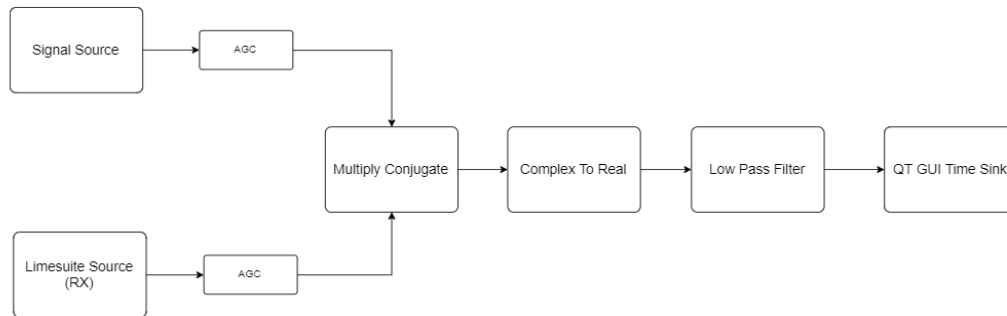 Signal Source
AGC
Multiply Conjugate
Complex To Real
Low Pass Filter
QT GUI Time Sink
Limesuite Source
(RX)
AGC